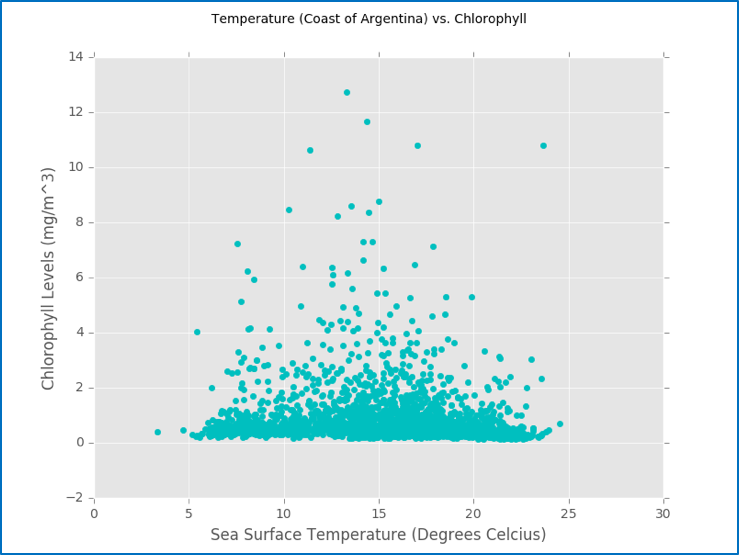 Temperature (Coast of Argentina) vs. Chlorophyll
14
12
10
8
6
4
2
0
−2
Chlorophyll Levels (mg/m^3)
0 5 10 15 20 25 30
Sea Surface Temperature (Degrees Celcius)